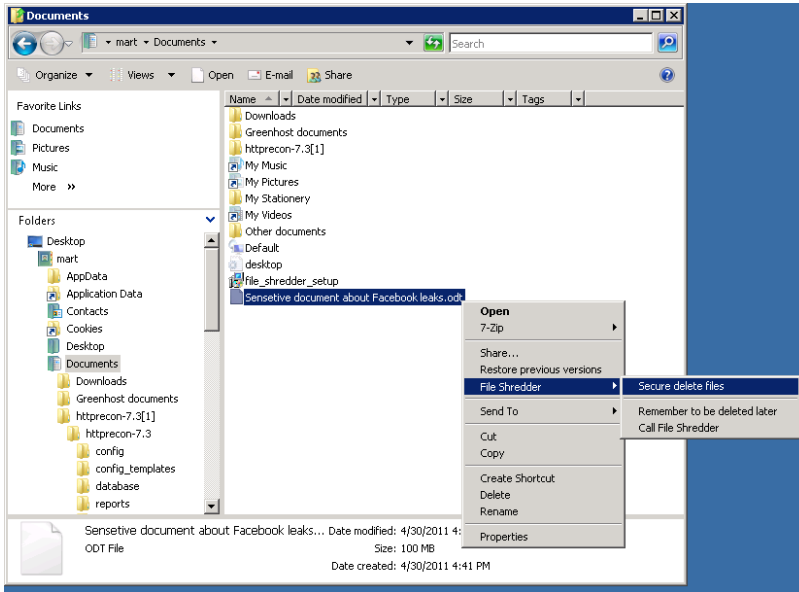 Documents
mart Documents
Search
Organize Views Open E-mail Share
Favorite Links
Documents
Pictures
Music
More »
Folders
Desktop
mart
AppData
Application Data
Contacts
Cookies
Desktop
Documents
Downloads
Greenhost documents
httprecon-7.3[1]
httprecon-7.3
config
config_templates
database
reports
Name Date modified Type Size Tags
Downloads
Greenhost documents
httprecon-7.3[1]
My Music
My Pictures
My Stationery
My Videos
Other documents
Default
desktop
file_shredder_setup
Sensetive document about Facebook leaks.odt
Open
7-Zip
Share...
Restore previous versions
File Shredder
Send To
Cut
Copy
Create Shortcut
Delete
Rename
Properties
Secure delete files
Remember to be deleted later
Call File Shredder
Sensetive document about Facebook leaks... Date modified: 4/30/2011 4:
ODT File Size: 100 MB
Date created: 4/30/2011 4:41 PM